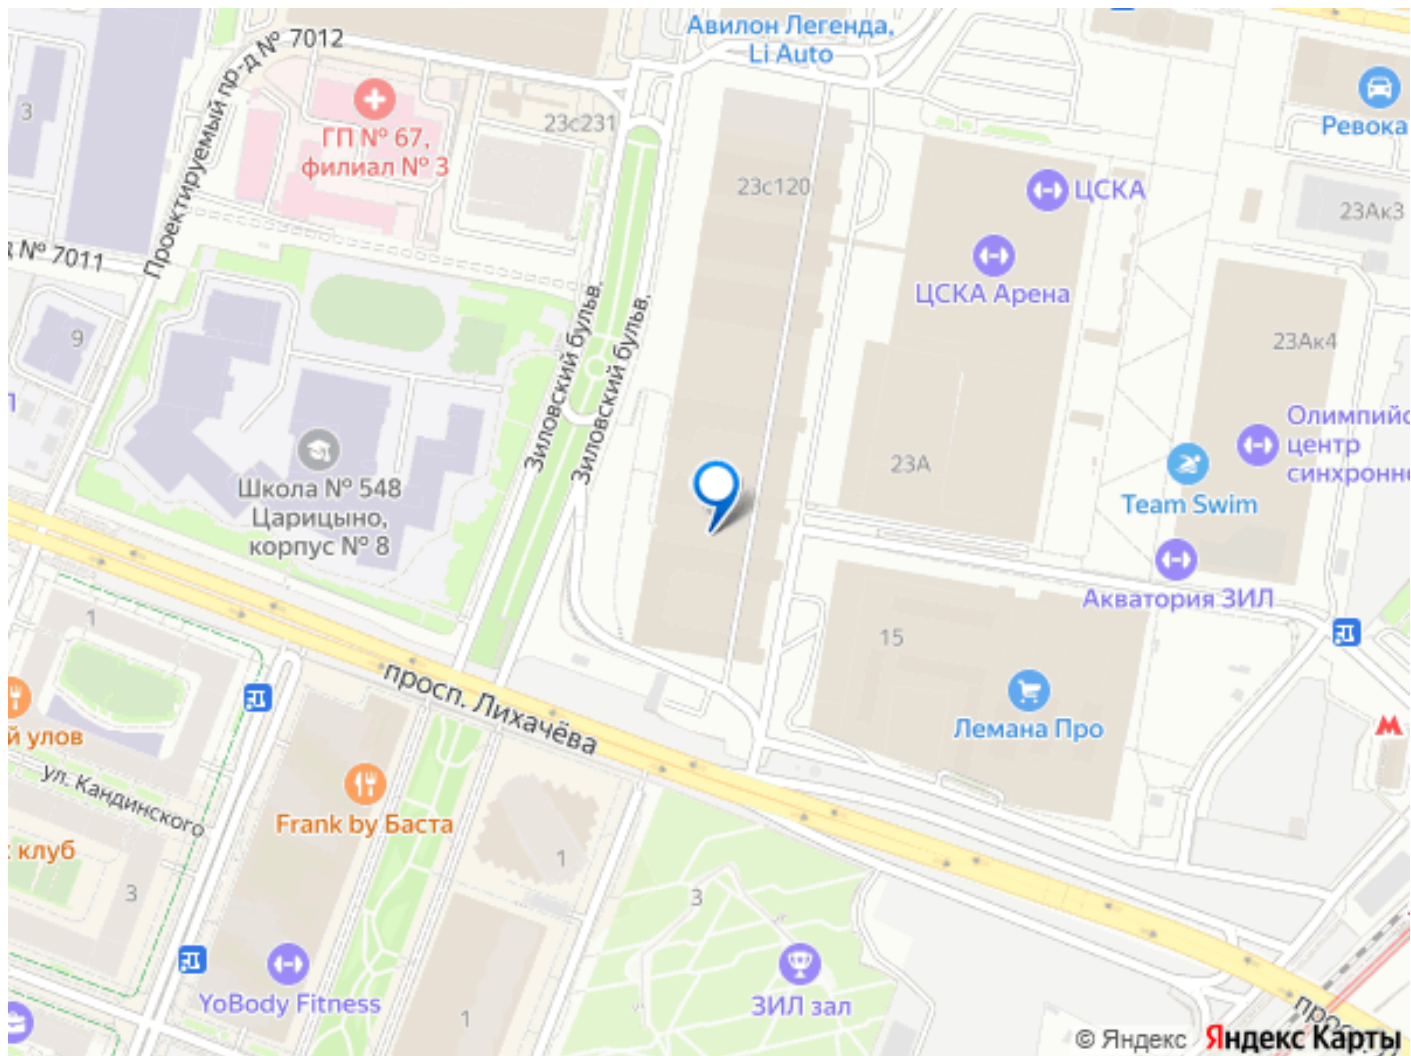 Авилон Легенда,
Li Auto
Проектируемый пр-д № 7012
3
ГП № 67,
филиал № 3
23с231
Ревока
23с120
ЦСКА
23Ак3
№ 7011
ЦСКА Арена
9
Зиловский бульв.
Зиловский бульв.
23Ак4
Олимпийс
центр
синхронн
23А
Школа № 548
Царицыно,
корпус № 8
Team Swim
Акватория ЗИЛ
1
15
просп. Лихачёва
Лемана Про
й улов
ул. Кандинского
Frank by Баста
клуб
1
3
3
YoBody Fitness
1
ЗИЛ зал
прос
© Яндекс Яндекс Карты